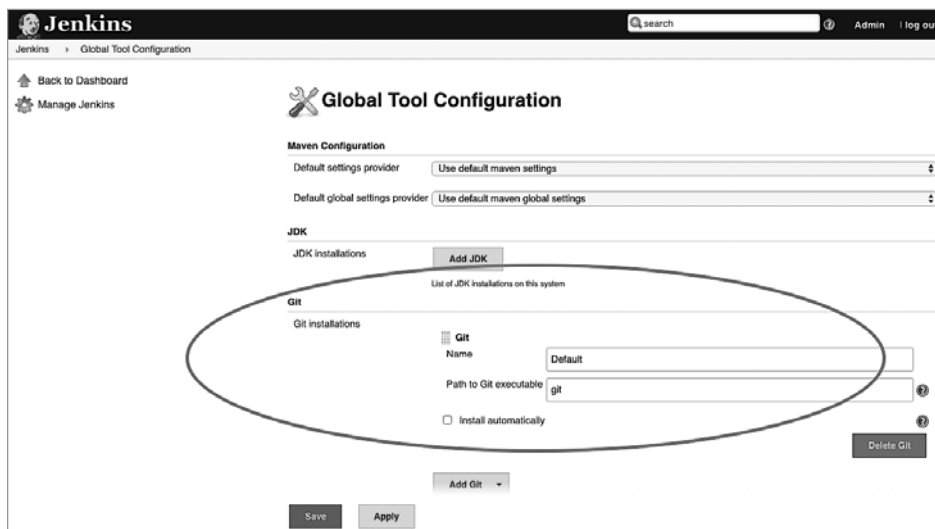 Jenkins
search
Admin | log ou
Jenkins › Global Tool Configuration
Back to Dashboard
Manage Jenkins
Global Tool Configuration
Maven Configuration
Default settings provider Use default maven settings
Default global settings provider Use default maven global settings
JDK
JDK installations Add JDK
List of JDK installations on this system
Git
Git installations
Git
Name Default
Path to Git executable git
Install automatically
Delete Git
Add Git
Save Apply